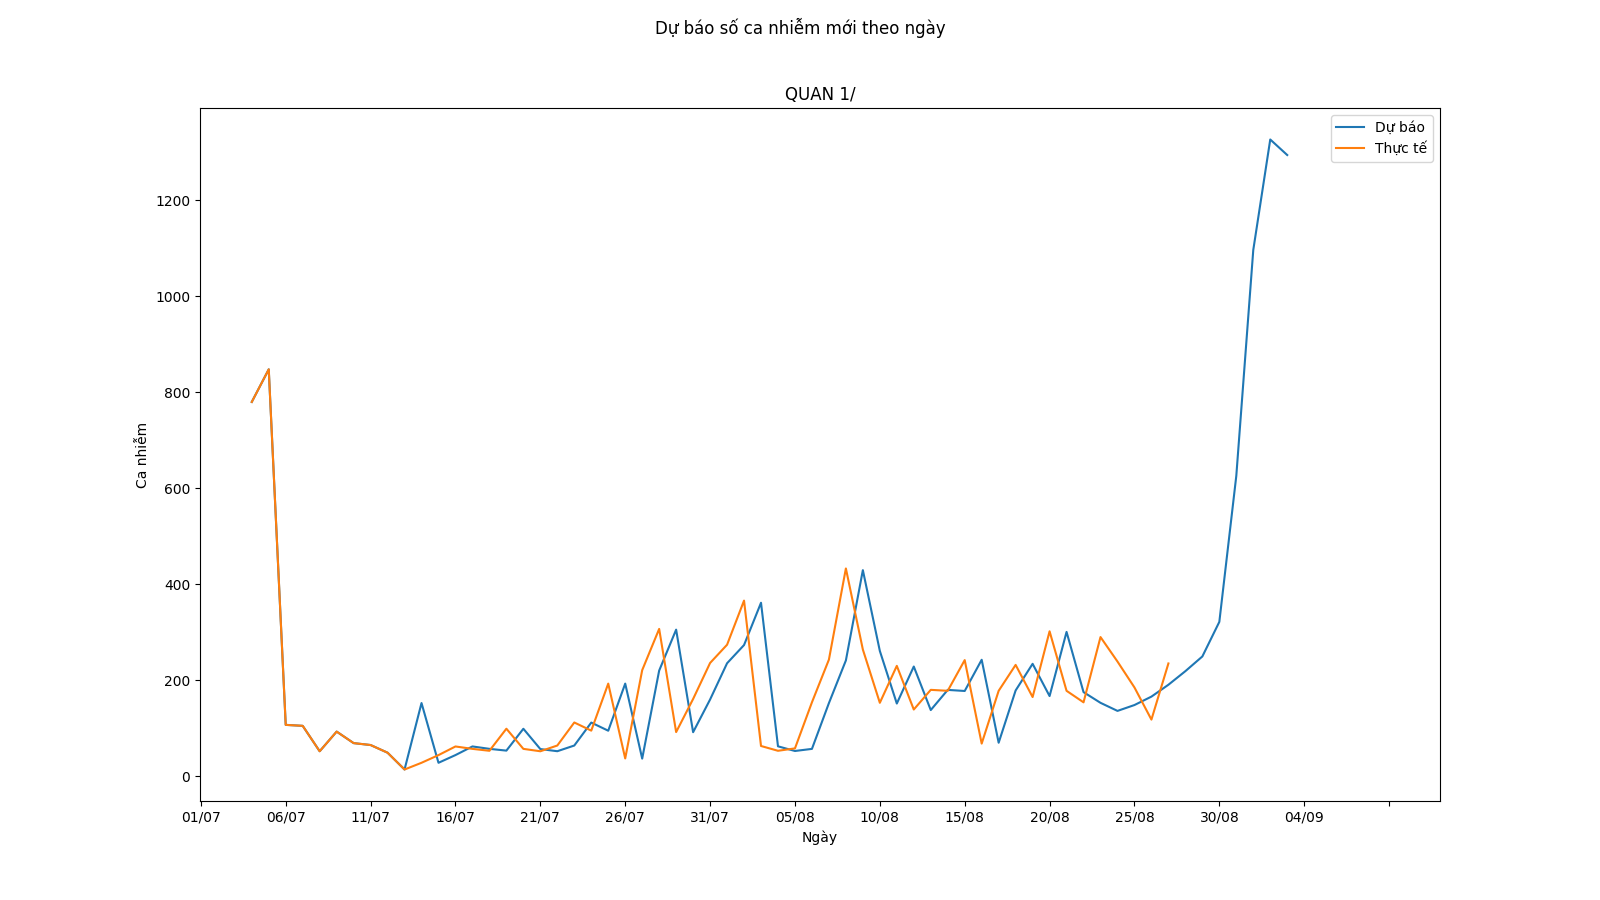 Dự báo số ca nhiễm mới theo ngày
QUAN 1/
Dự báo
Thực tế
1200
1000
800
600
400
200
0
Ca nhiễm
01/07 06/07 11/07 16/07 21/07 26/07 31/07 05/08 10/08 15/08 20/08 25/08 30/08 04/09
Ngày